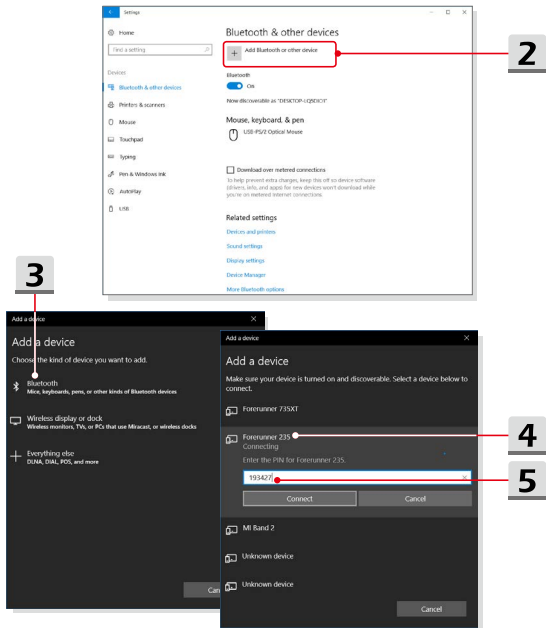 Settings
Home
Find a setting
Devices
Bluetooth & other devices
Printers & scanners
Mouse
Touchpad
Typing
Pen & Windows Ink
AutoPlay
USB
Bluetooth & other devices
Add Bluetooth or other device
Bluetooth
On
Now discoverable as "DESKTOP-LQ5DICIT"
Mouse, keyboard, & pen
USB-PS/2 Optical Mouse
Download over metered connections
To help prevent extra charges, keep this off so device software
(drivers, info, and apps) for new devices won't download while
you're on metered Internet connections.
Related settings
Devices and printers
Sound settings
Display settings
Device Manager
More Bluetooth options
2
3
Add a device
Add a device
Choose the kind of device you want to add.
Bluetooth
Mice, keyboards, pens, or other kinds of Bluetooth devices
Wireless display or dock
Wireless monitors, TVs, or PCs that use Miracast, or wireless docks
Everything else
DLNA, DIAL, POS, and more
Can
Add a device
Add a device
Make sure your device is turned on and discoverable. Select a device below to
connect.
Forerunner 735XT
Forerunner 235
Connecting
Enter the PIN for Forerunner 235.
193427
Connect
Cancel
MI Band 2
Unknown device
Unknown device
Cancel
4
5